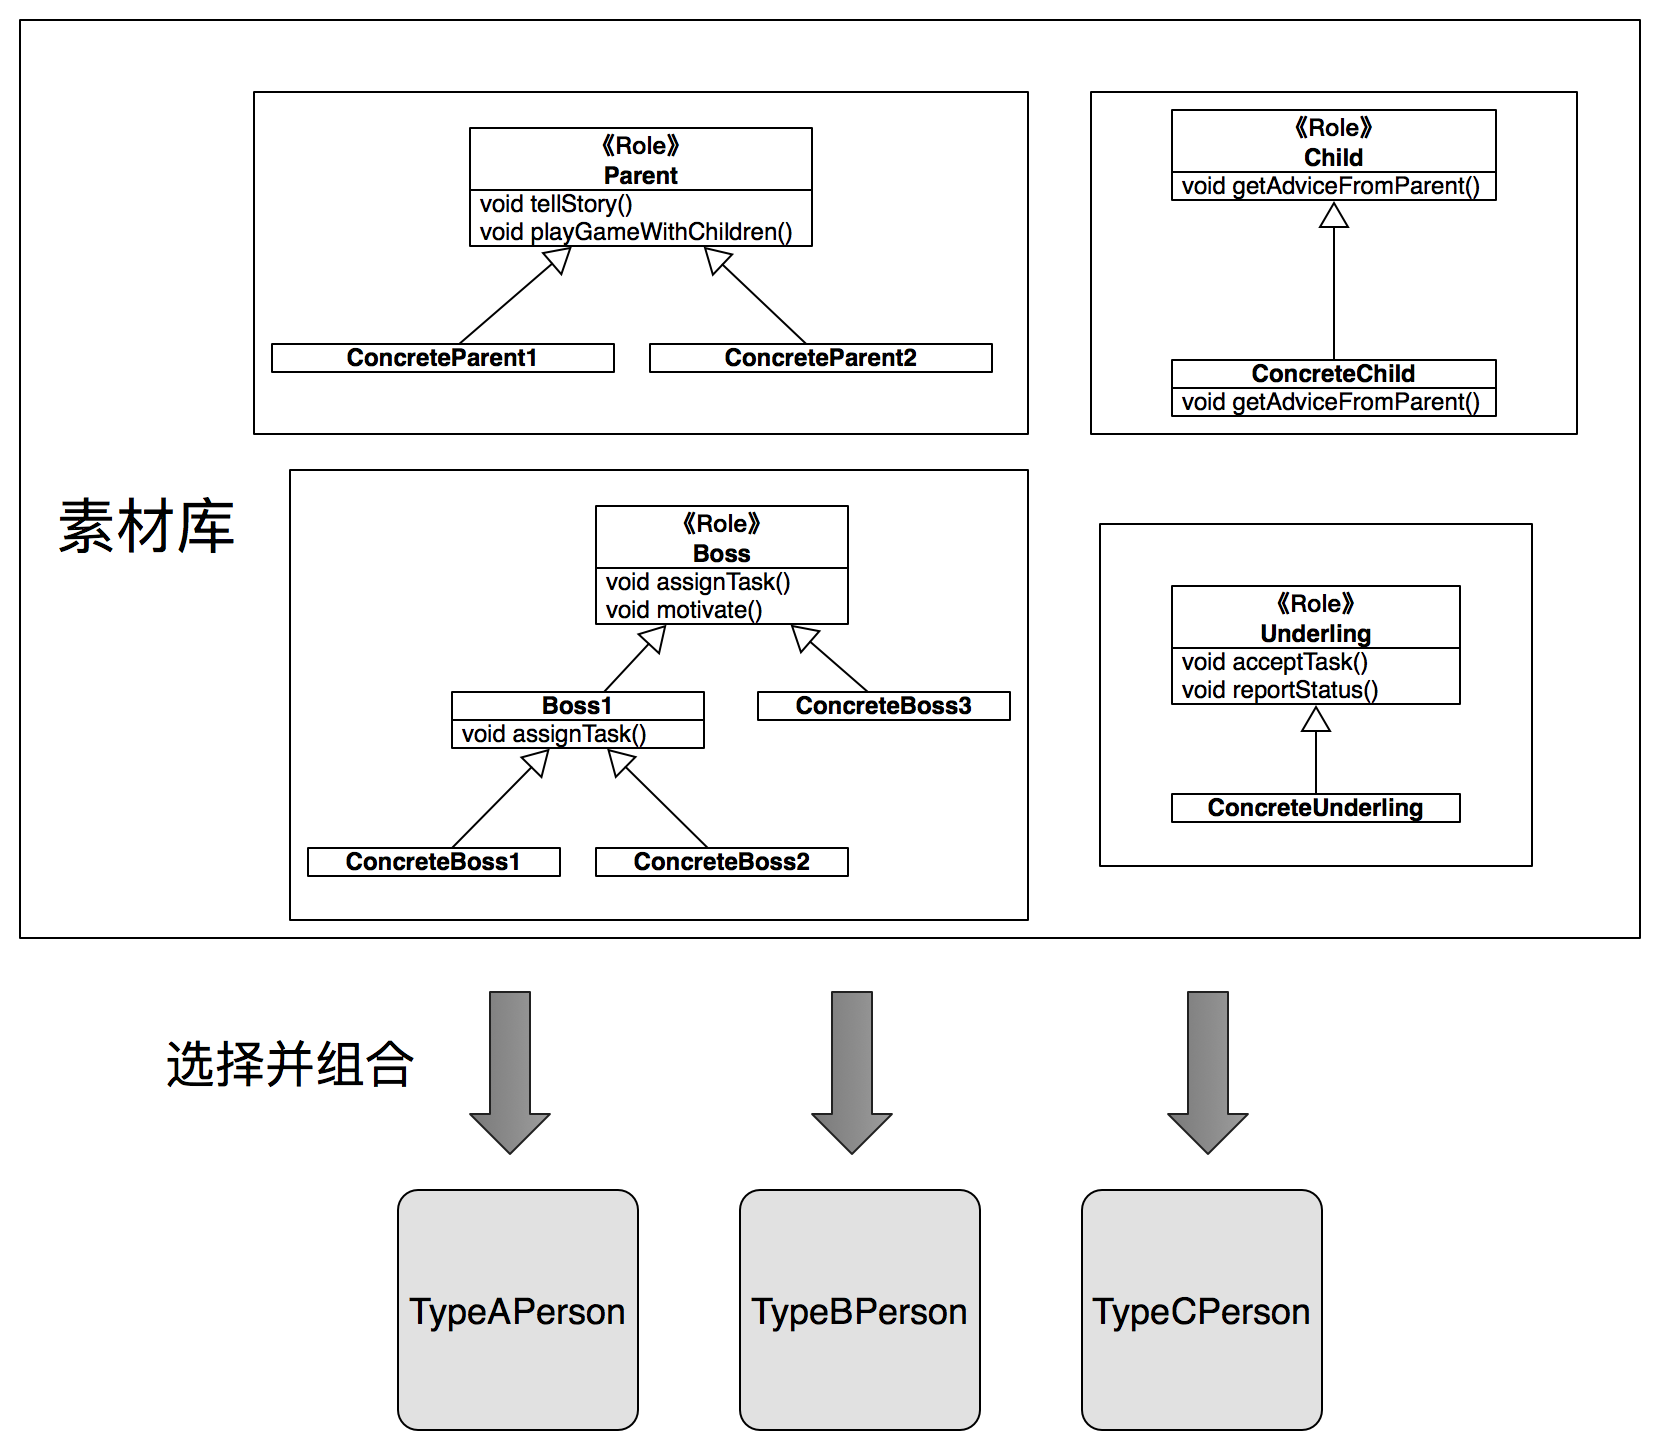 《Role》
Parent
void tellStory()
void playGameWithChildren()
ConcreteParent1
ConcreteParent2
《Role》
Child
void getAdviceFromParent()
ConcreteChild
void getAdviceFromParent()
素材库
《Role》
Boss
void assignTask()
void motivate()
Boss1
void assignTask()
ConcreteBoss3
ConcreteBoss1
ConcreteBoss2
《Role》
Underling
void acceptTask()
void reportStatus()
ConcreteUnderling
选择并组合
TypeAPerson
TypeBPerson
TypeCPerson